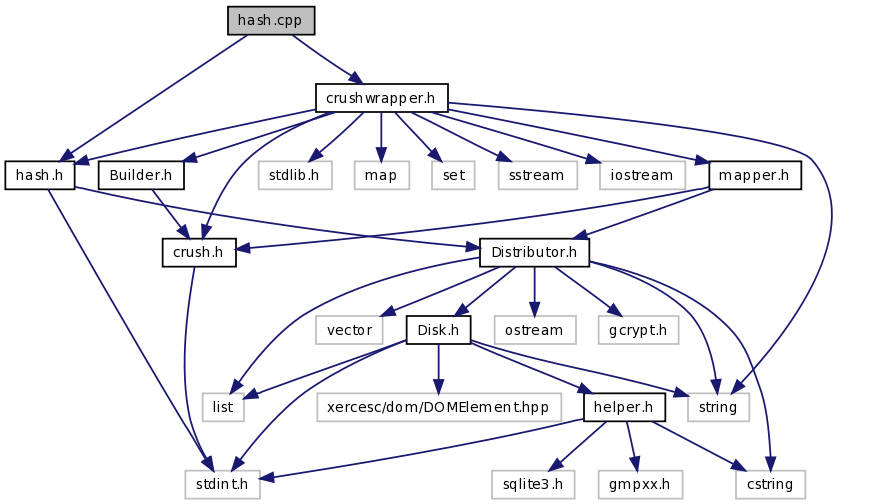 hash.cpp
crushwrapper.h
hash.h
Builder.h
stdlib.h
map
set
sstream
iostream
mapper.h
crush.h
Distributor.h
vector
Disk.h
ostream
gcrypt.h
list
xercesc/dom/DOMElement.hpp
helper.h
string
stdint.h
sqlite3.h
gmpxx.h
cstring